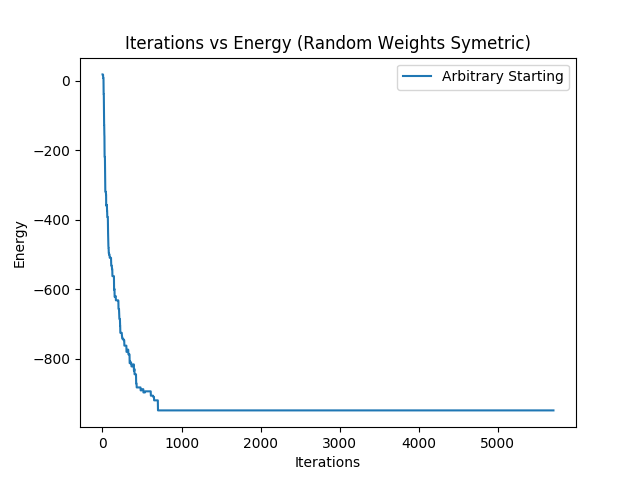 Iterations vs Energy (Random Weights Symetric)
Arbitrary Starting
Energy
0
−200
−400
−600
−800
0 1000 2000 3000 4000 5000
Iterations